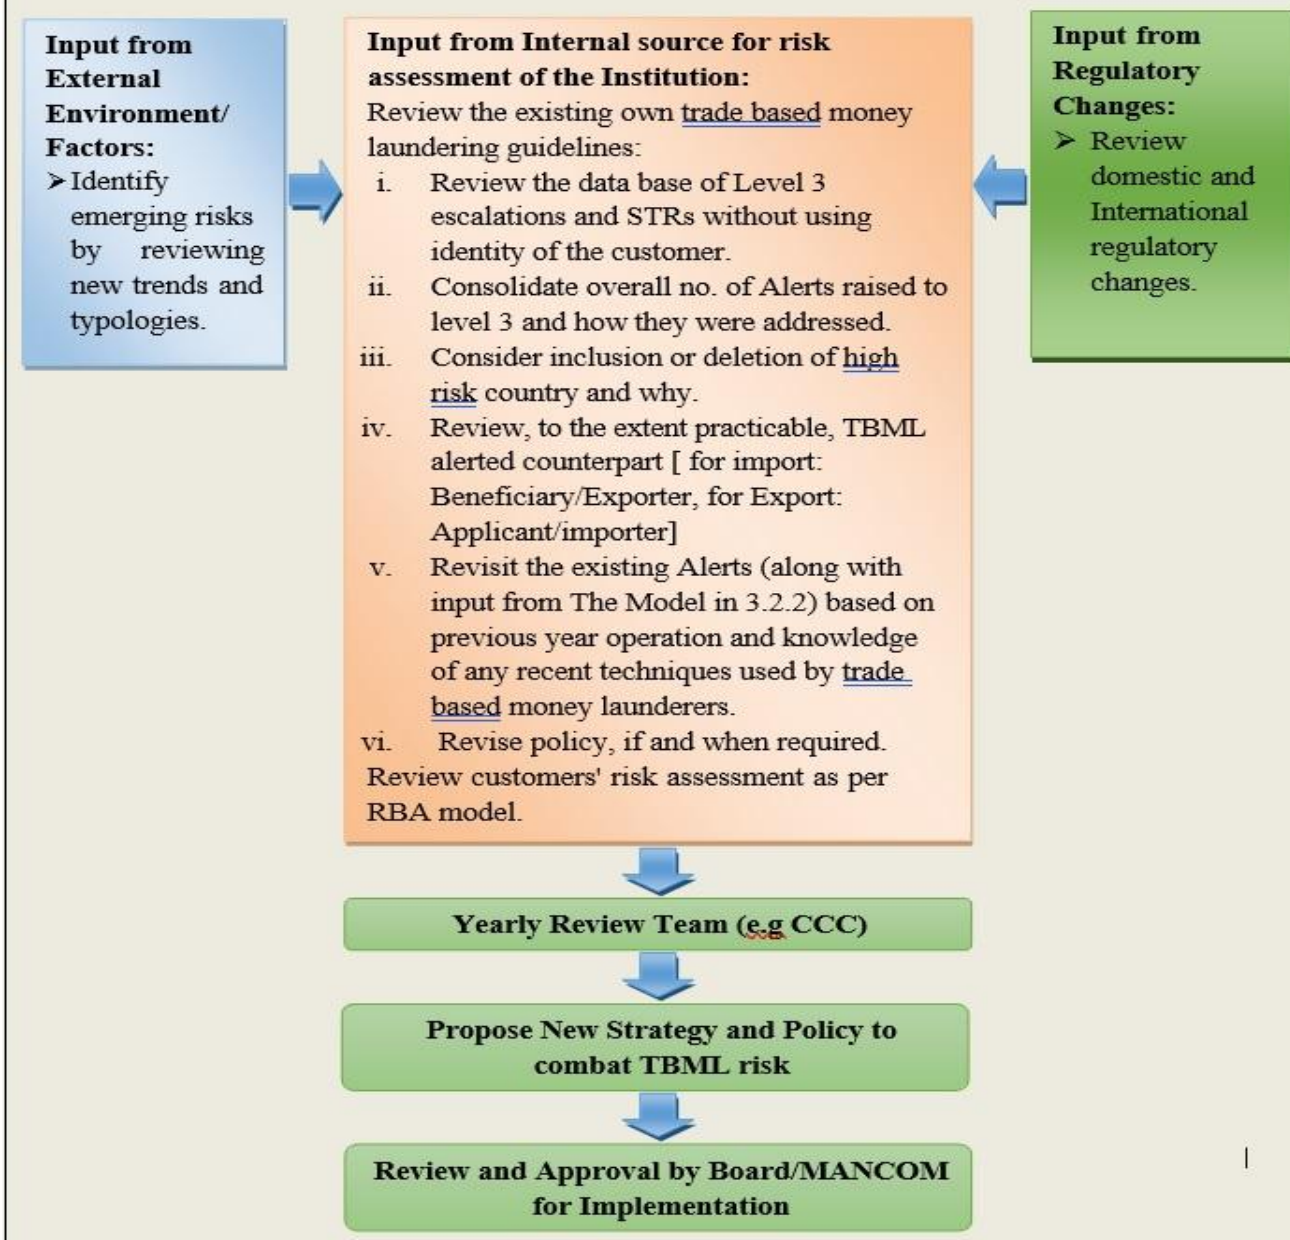 Input from
External
Environment/
Factors:
➢ Identify
emerging risks
by reviewing
new trends and
typologies.
Input from Internal source for risk
assessment of the Institution:
Review the existing own trade based money
laundering guidelines:
i. Review the data base of Level 3
escalations and STRs without using
identity of the customer.
ii. Consolidate overall no. of Alerts raised to
level 3 and how they were addressed.
iii. Consider inclusion or deletion of high
risk country and why.
iv. Review, to the extent practicable, TBML
alerted counterpart [ for import:
Beneficiary/Exporter, for Export:
Applicant/importer]
v. Revisit the existing Alerts (along with
input from The Model in 3.2.2) based on
previous year operation and knowledge
of any recent techniques used by trade
based money launderers.
vi. Revise policy, if and when required.
Review customers' risk assessment as per
RBA model.
Input from
Regulatory
Changes:
➢ Review
domestic and
International
regulatory
changes.
Yearly Review Team (e.g CCC)
Propose New Strategy and Policy to
combat TBML risk
Review and Approval by Board/MANCOM
for Implementation